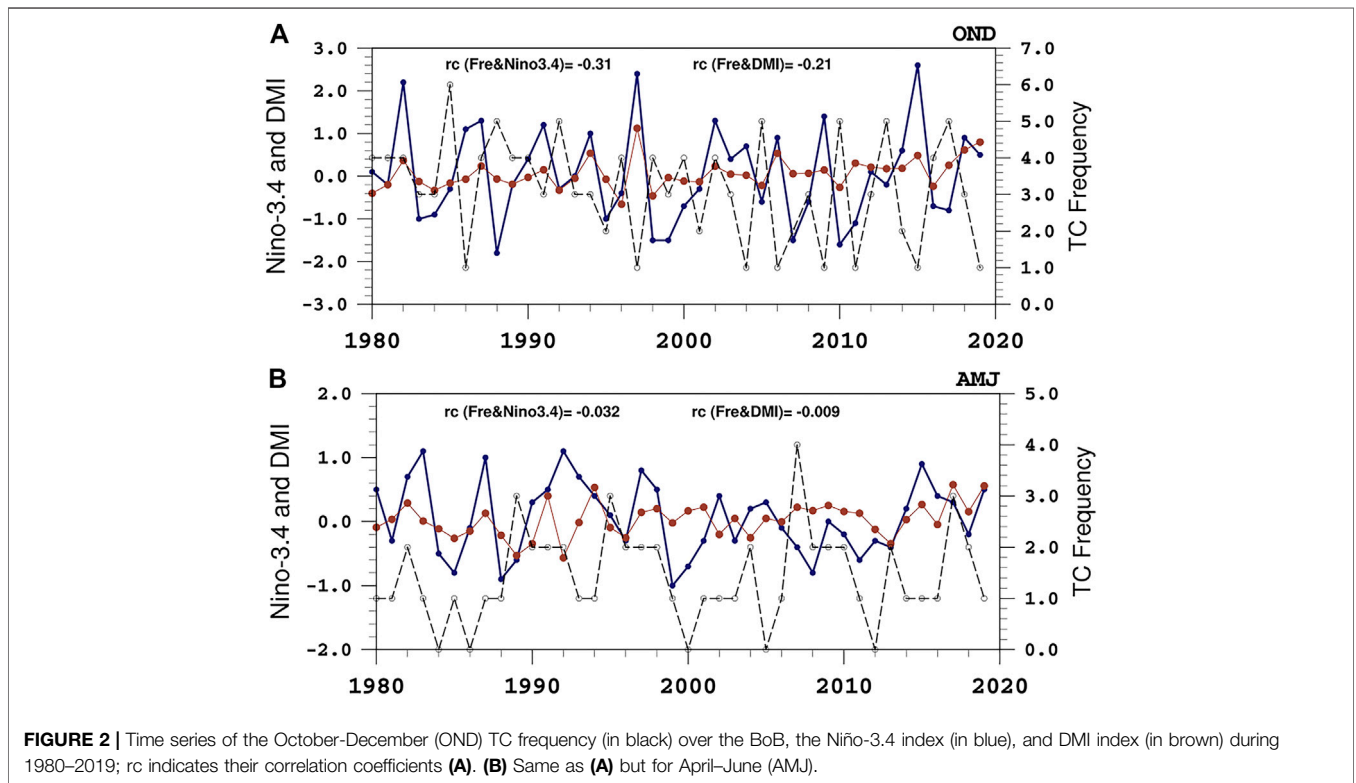 A OND
3.0 7.0
rc (Fre&Nino3.4)= -0.31 rc (Fre&DMI)= -0.21
2.0 6.0
1.0 5.0
0.0 4.0
3.0
-1.0 2.0
-2.0 1.0
-3.0 0.0
Nino-3.4 and DMI
TC Frequency
1980 1990 2000 2010 2020
B AMJ
2.0 5.0
rc (Fre&Nino3.4)= -0.032 rc (Fre&DMI)= -0.009
1.0 4.0
3.0
0.0
2.0
-1.0 1.0
-2.0 0.0
Nino-3.4 and DMI
TC Frequency
1980 1990 2000 2010 2020
FIGURE 2 | Time series of the October-December (OND) TC frequency (in black) over the BoB, the Niño-3.4 index (in blue), and DMI index (in brown) during
1980–2019; rc indicates their correlation coefficients (A). (B) Same as (A) but for April–June (AMJ).